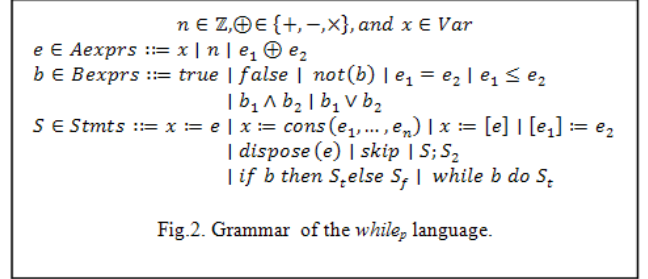 n ∈ ℤ,⊕∈ {+,−,×}, and x ∈ Var
e ∈ Aexprs ::= x | n | e₁ ⊕ e₂
b ∈ Bexprs ::= true | false | not(b) | e₁ = e₂ | e₁ ≤ e₂
| b₁ ∧ b₂ | b₁ ∨ b₂
S ∈ Stmts ::= x := e | x := cons(e₁, … , eₙ) | x := [e] | [e₁] := e₂
| dispose(e) | skip | S; S₂
| if b then Sₜelse S_f | while b do Sₜ
Fig.2. Grammar of the whileₚ language.